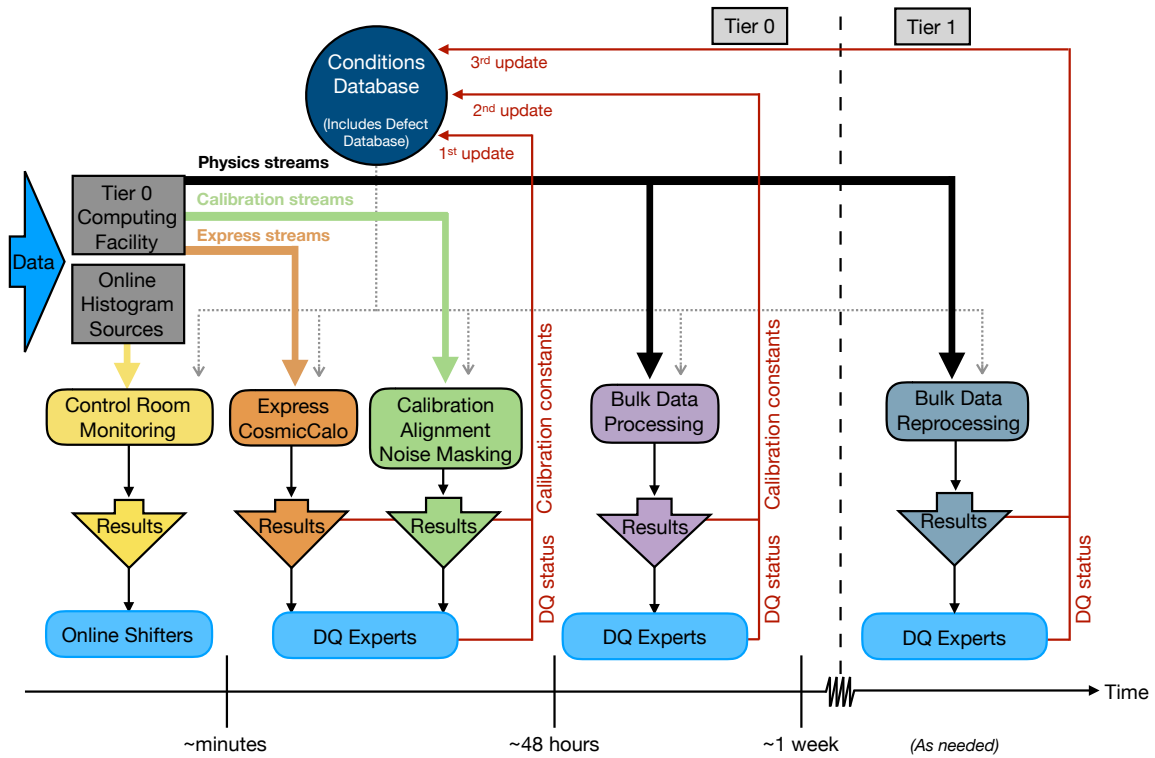 Tier 0
Tier 1
Conditions
Database
(Includes Defect
Database)
3rd update
2nd update
1st update
Physics streams
Calibration streams
Express streams
Data
Tier 0
Computing
Facility
Online
Histogram
Sources
Control Room
Monitoring
Express
CosmicCalo
Calibration
Alignment
Noise Masking
Bulk Data
Processing
Bulk Data
Reprocessing
Calibration constants
Calibration constants
Results
Results
Results
Results
Results
DQ status
DQ status
DQ status
Online Shifters
DQ Experts
DQ Experts
DQ Experts
Time
~minutes
~48 hours
~1 week
(As needed)